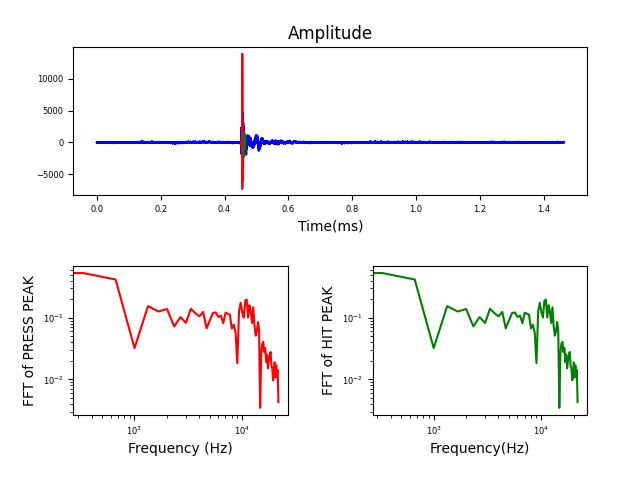 Amplitude
10000
5000
0
−5000
0.0 0.2 0.4 0.6 0.8 1.0 1.2 1.4
Time(ms)
FFT of PRESS PEAK
10⁻¹
10⁻²
10³ 10⁴
Frequency (Hz)
FFT of HIT PEAK
10⁻¹
10⁻²
10³ 10⁴
Frequency(Hz)